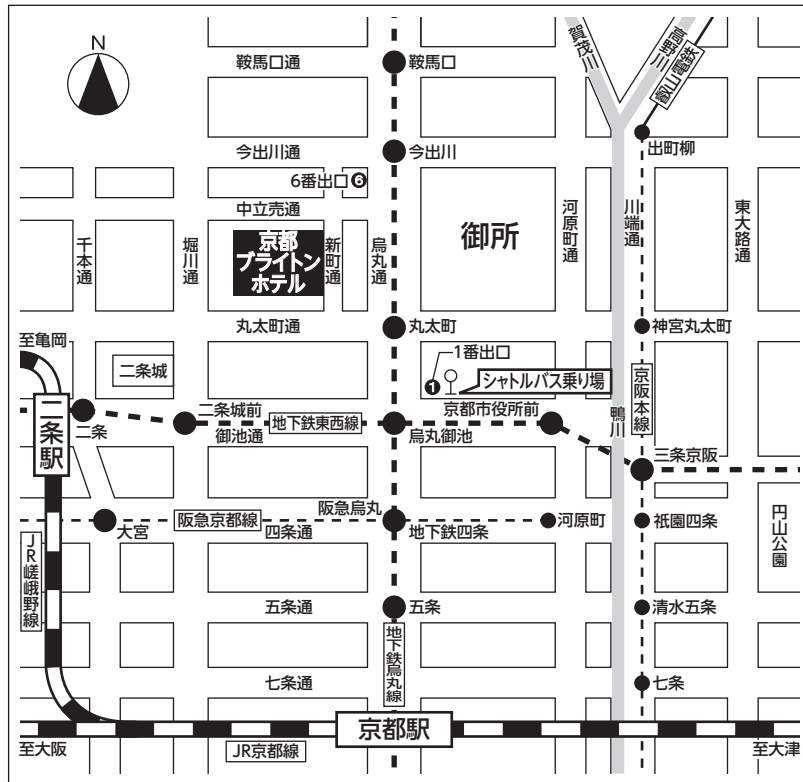 N
賀茂川
高野川
叡山電鉄
鞍馬口通
鞍馬口
出町柳
今出川通
今出川
6番出口❻
中立売通
千本通
堀川通
京都
ブライトン
ホテル
新町通
烏丸通
御所
河原町通
川端通
東大路通
丸太町通
丸太町
神宮丸太町
至亀岡
二条城
1番出口
❶
シャトルバス乗り場
京阪本線
鴨川
二条駅
二条
二条城前
御池通
地下鉄東西線
烏丸御池
京都市役所前
三条京阪
大宮
阪急京都線
阪急烏丸
四条通
地下鉄四条
河原町
祇園四条
円山公園
JR嵯峨野線
五条通
五条
清水五条
地下鉄烏丸線
七条通
七条
京都駅
至大阪
JR京都線
至大津